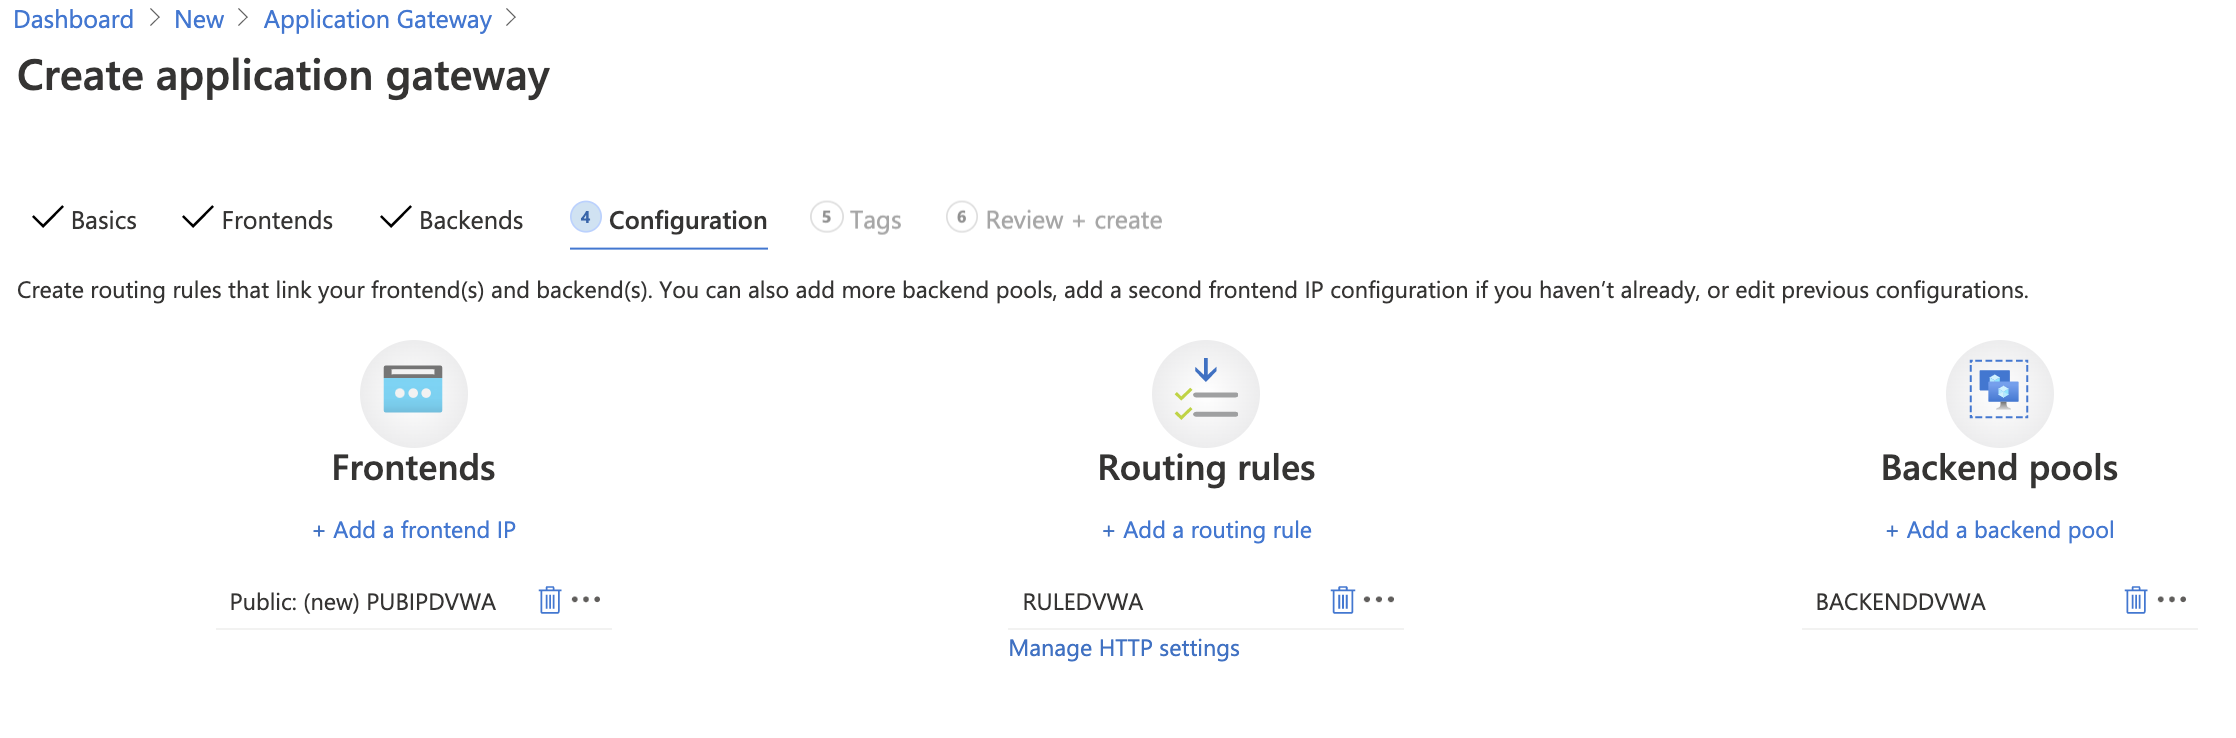 Dashboard > New > Application Gateway >
Create application gateway
Basics Frontends Backends 4 Configuration 5 Tags 6 Review + create
Create routing rules that link your frontend(s) and backend(s). You can also add more backend pools, add a second frontend IP configuration if you haven’t already, or edit previous configurations.
Frontends Routing rules Backend pools
+ Add a frontend IP + Add a routing rule + Add a backend pool
Public: (new) PUBIPDVWA ••• RULEDVWA ••• BACKENDDVWA •••
Manage HTTP settings